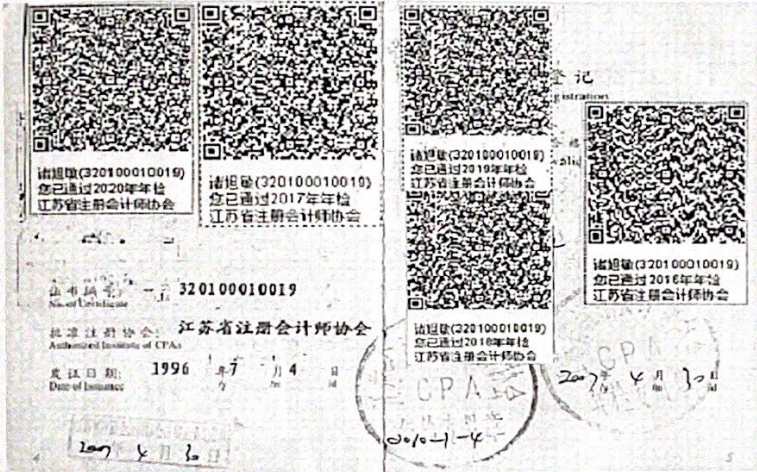 诸旭敏(320100010019)
您已通过2020年年检
江苏省注册会计师协会
诸旭敏(320100010019)
您已通过2017年年检
江苏省注册会计师协会
证书编号: 320100010019
No. of Certificate
批准注册协会: 江苏省注册会计师协会
Authorized Institute of CPAs
发证日期: 1996 年 7 月 4 日
Date of Issuance
2007 年 4 月 30 日
4
登记
诸旭敏(320100010019)
您已通过2019年年检
江苏省注册会计师协会
诸旭敏(320100010019)
您已通过2018年年检
江苏省注册会计师协会
诸旭敏(320100010019)
您已通过2016年年检
江苏省注册会计师协会
CPA
2010-1-4
CPA
2007 年 4 月 30 日
5